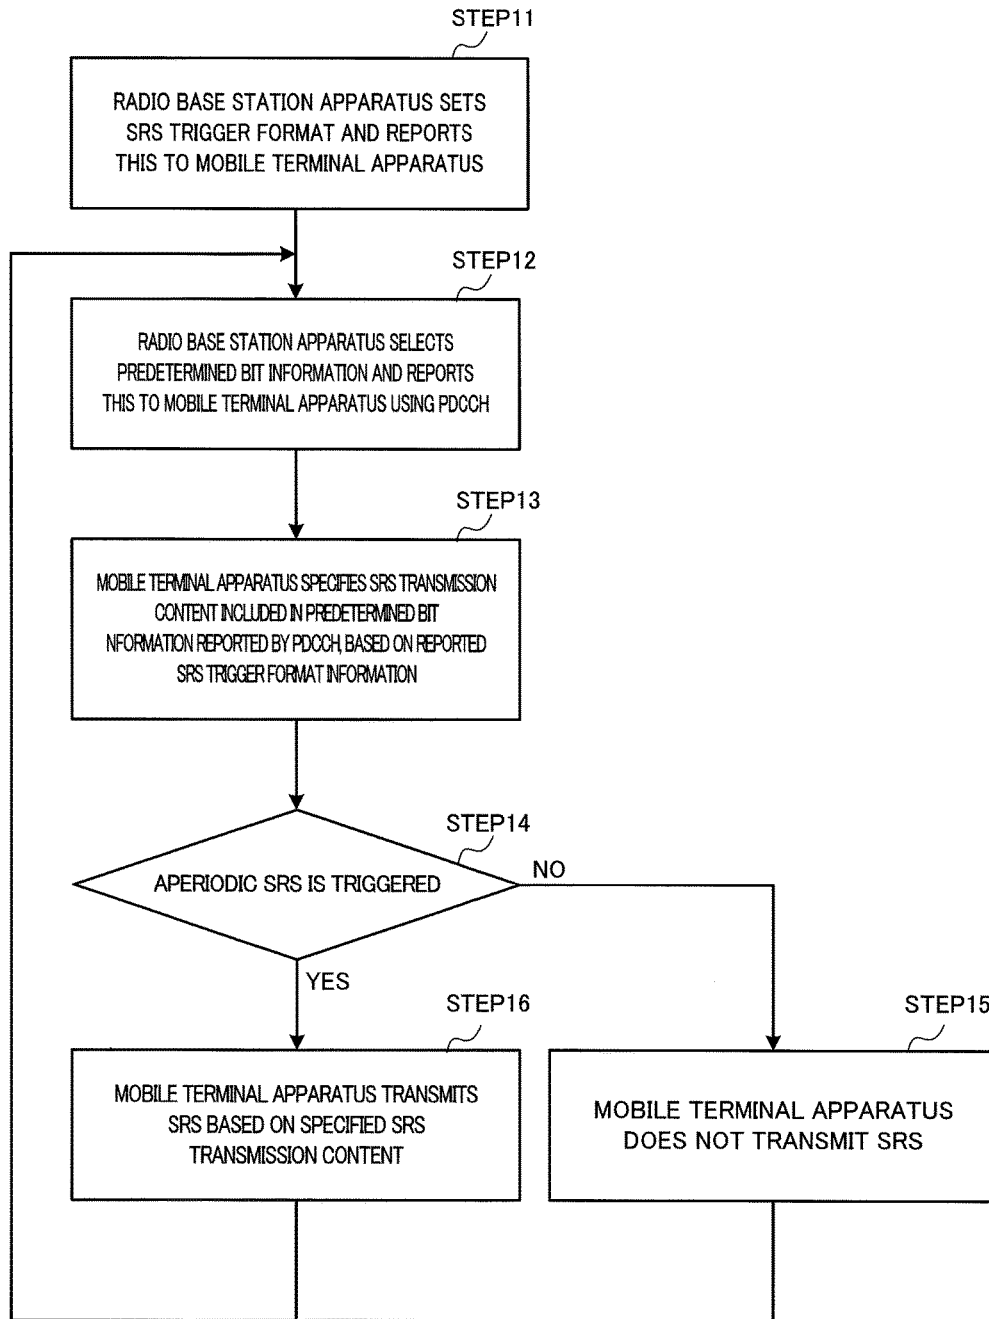 STEP11
RADIO BASE STATION APPARATUS SETS
SRS TRIGGER FORMAT AND REPORTS
THIS TO MOBILE TERMINAL APPARATUS
STEP12
RADIO BASE STATION APPARATUS SELECTS
PREDETERMINED BIT INFORMATION AND REPORTS
THIS TO MOBILE TERMINAL APPARATUS USING PDCCH
STEP13
MOBILE TERMINAL APPARATUS SPECIFIES SRS TRANSMISSION
CONTENT INCLUDED IN PREDETERMINED BIT
NFORMATION REPORTED BY PDCCH, BASED ON REPORTED
SRS TRIGGER FORMAT INFORMATION
STEP14
APERIODIC SRS IS TRIGGERED
NO
YES
STEP16
MOBILE TERMINAL APPARATUS TRANSMITS
SRS BASED ON SPECIFIED SRS
TRANSMISSION CONTENT
STEP15
MOBILE TERMINAL APPARATUS
DOES NOT TRANSMIT SRS